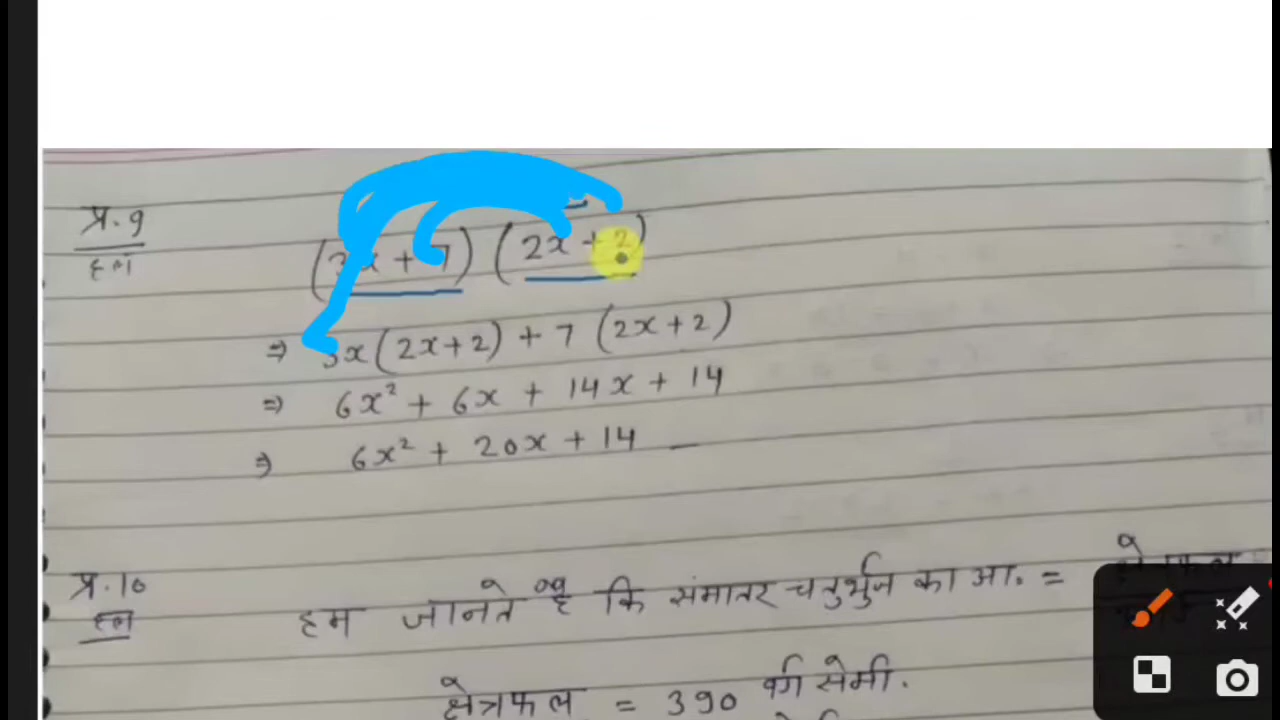 प्र.9
हल
(3x + 7) (2x + 2)
⇒ 3x (2x+2) + 7 (2x+2)
⇒ 6x² + 6x + 14x + 14
⇒ 6x² + 20x + 14
प्र.10
हल
हम जानते है कि समातर चतुर्भुज का आ. = क्षेत्रफल
क्षेत्रफल = 390 वर्ग सेमी.